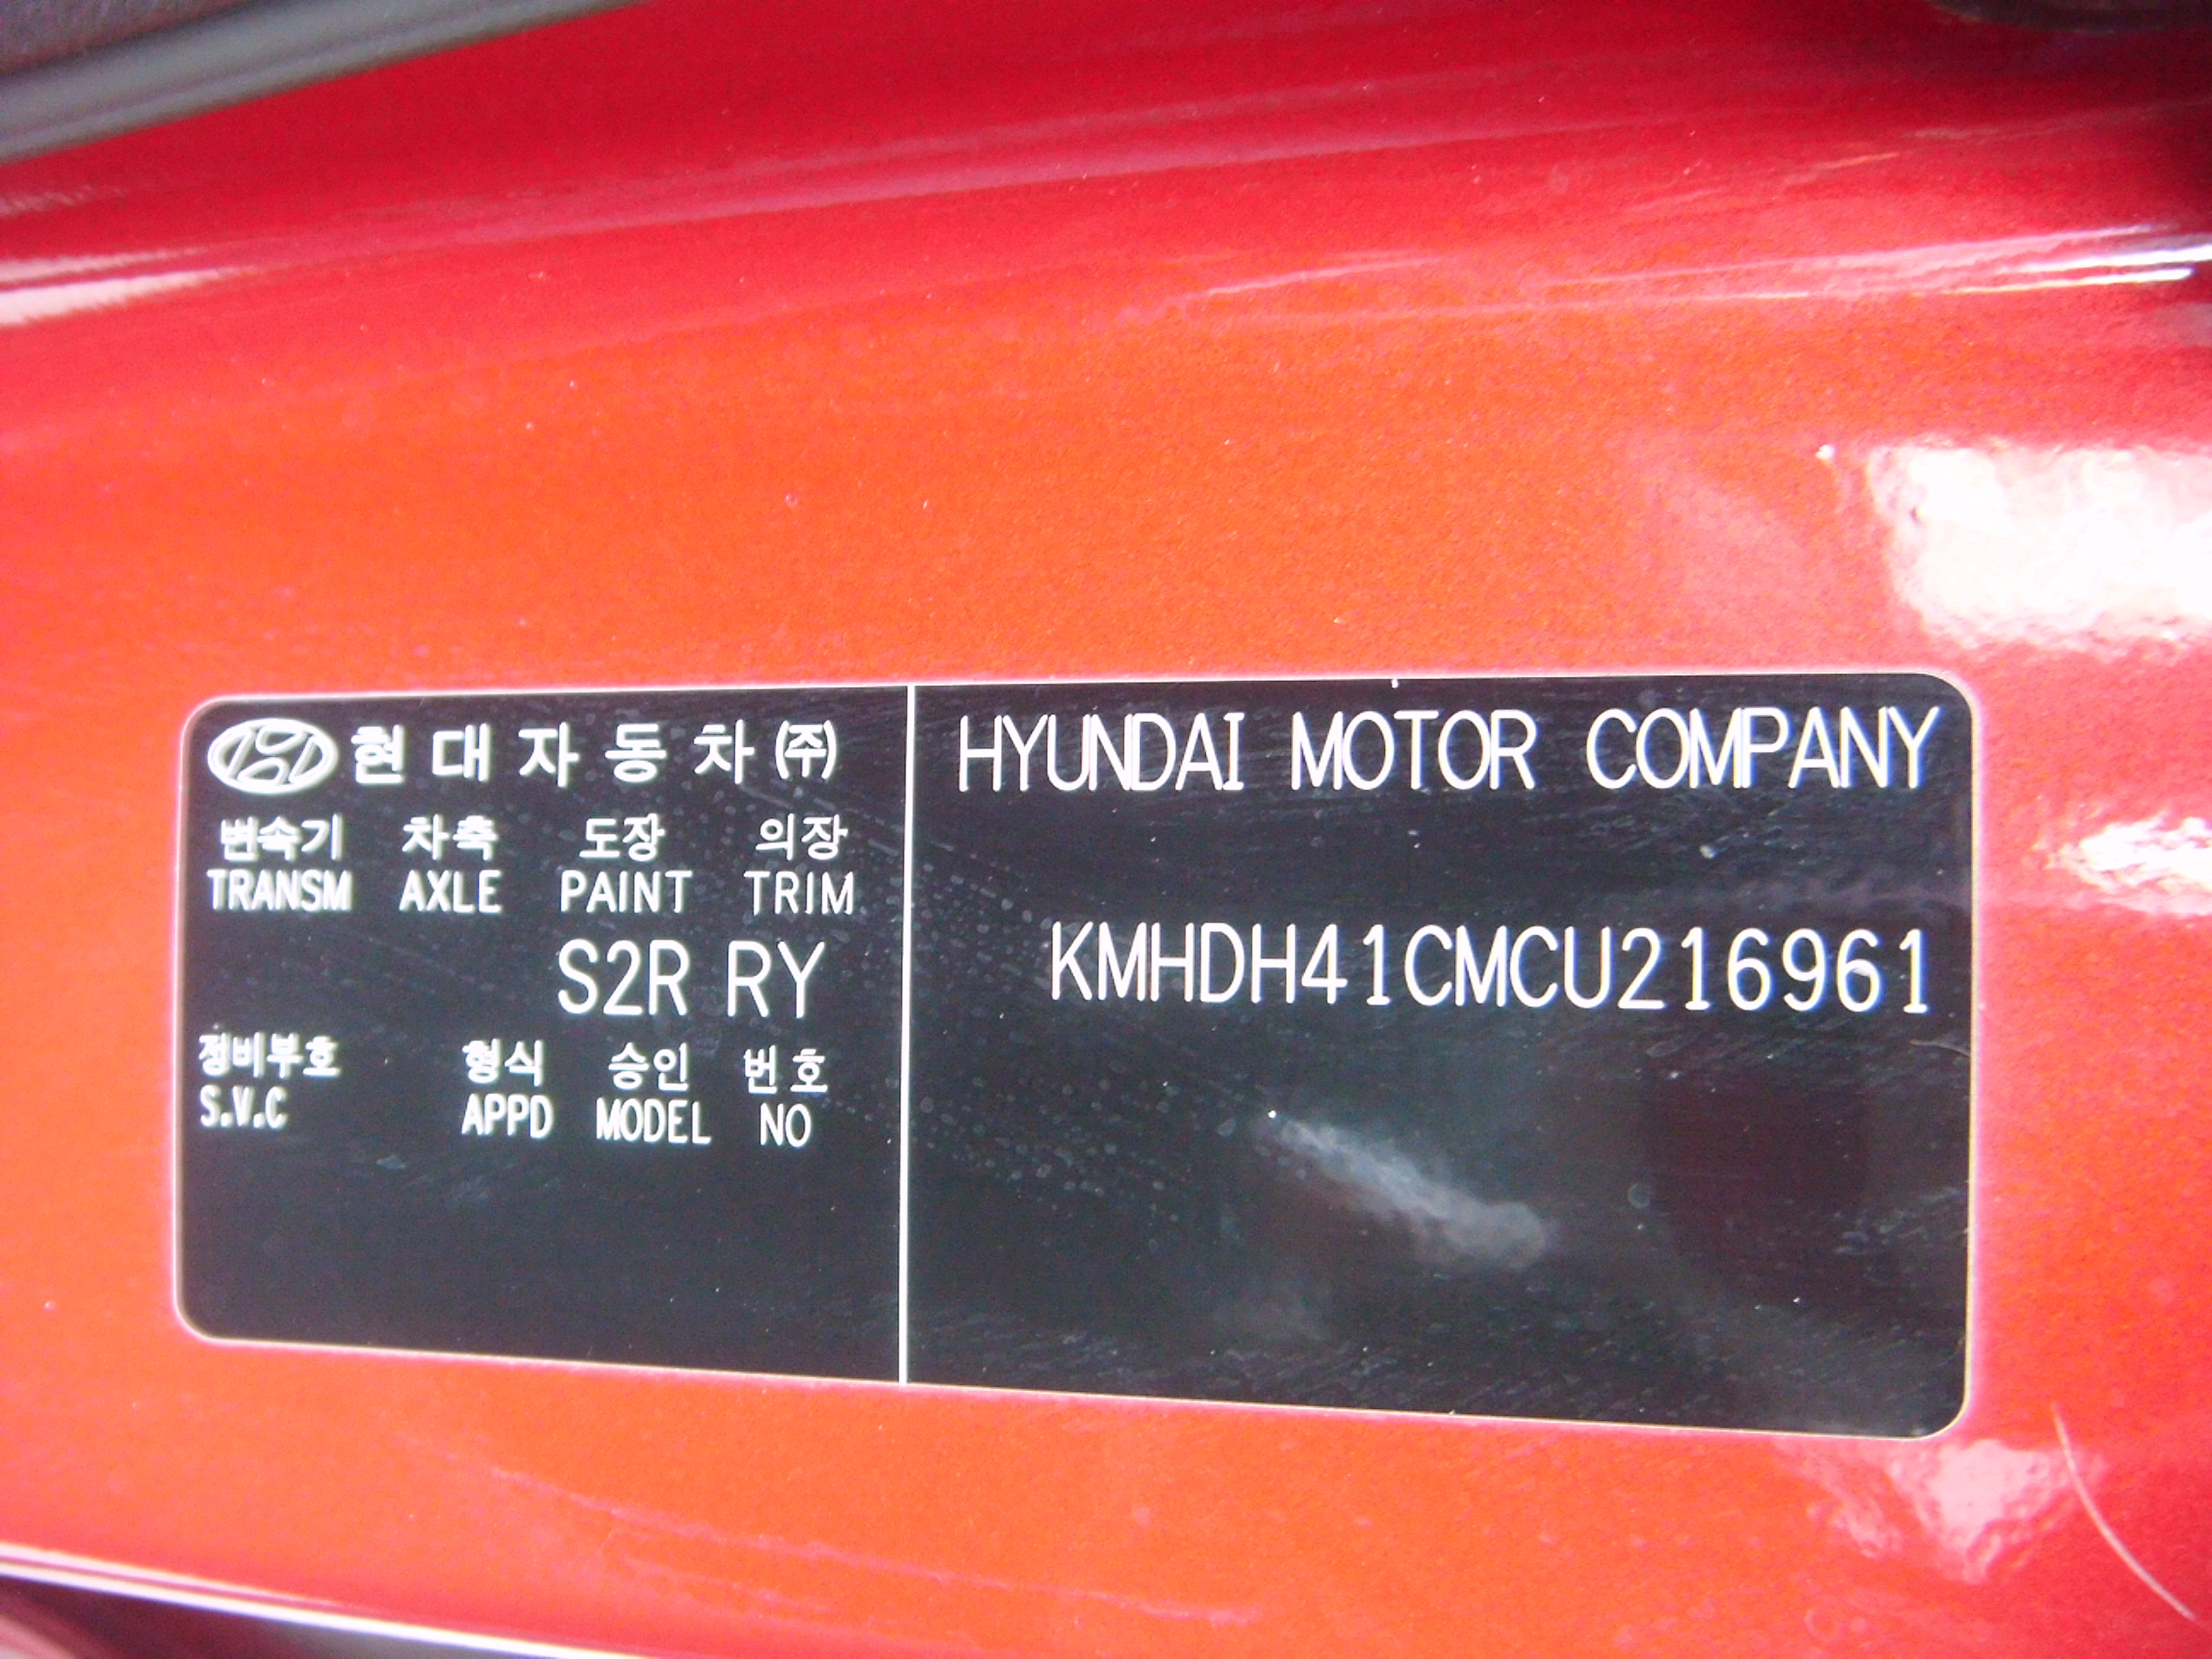 현대자동차㈜
변속기 차축 도장 의장
TRANSM AXLE PAINT TRIM
S2R RY
정비부호 형식 승인 번호
S.V.C APPD MODEL NO
HYUNDAI MOTOR COMPANY
KMHDH41CMCU216961